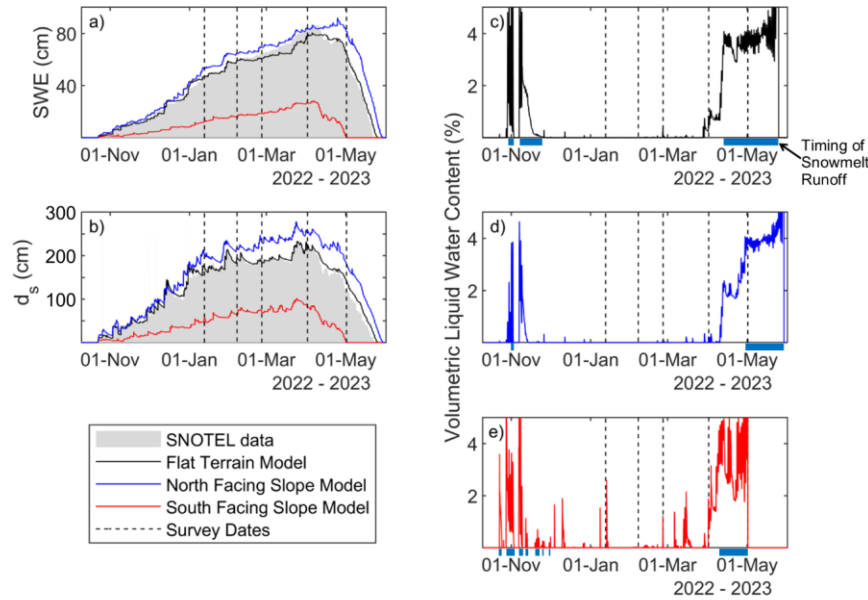 a)
SWE (cm)
80
40
01-Nov 01-Jan 01-Mar 01-May
2022 - 2023
b)
d_s (cm)
300
200
100
01-Nov 01-Jan 01-Mar 01-May
2022 - 2023
SNOTEL data
Flat Terrain Model
North Facing Slope Model
South Facing Slope Model
Survey Dates
Volumetric Liquid Water Content (%)
c)
4
2
01-Nov 01-Jan 01-Mar 01-May
2022 - 2023
Timing of
Snowmelt
Runoff
d)
4
2
01-Nov 01-Jan 01-Mar 01-May
2022 - 2023
e)
4
2
01-Nov 01-Jan 01-Mar 01-May
2022 - 2023